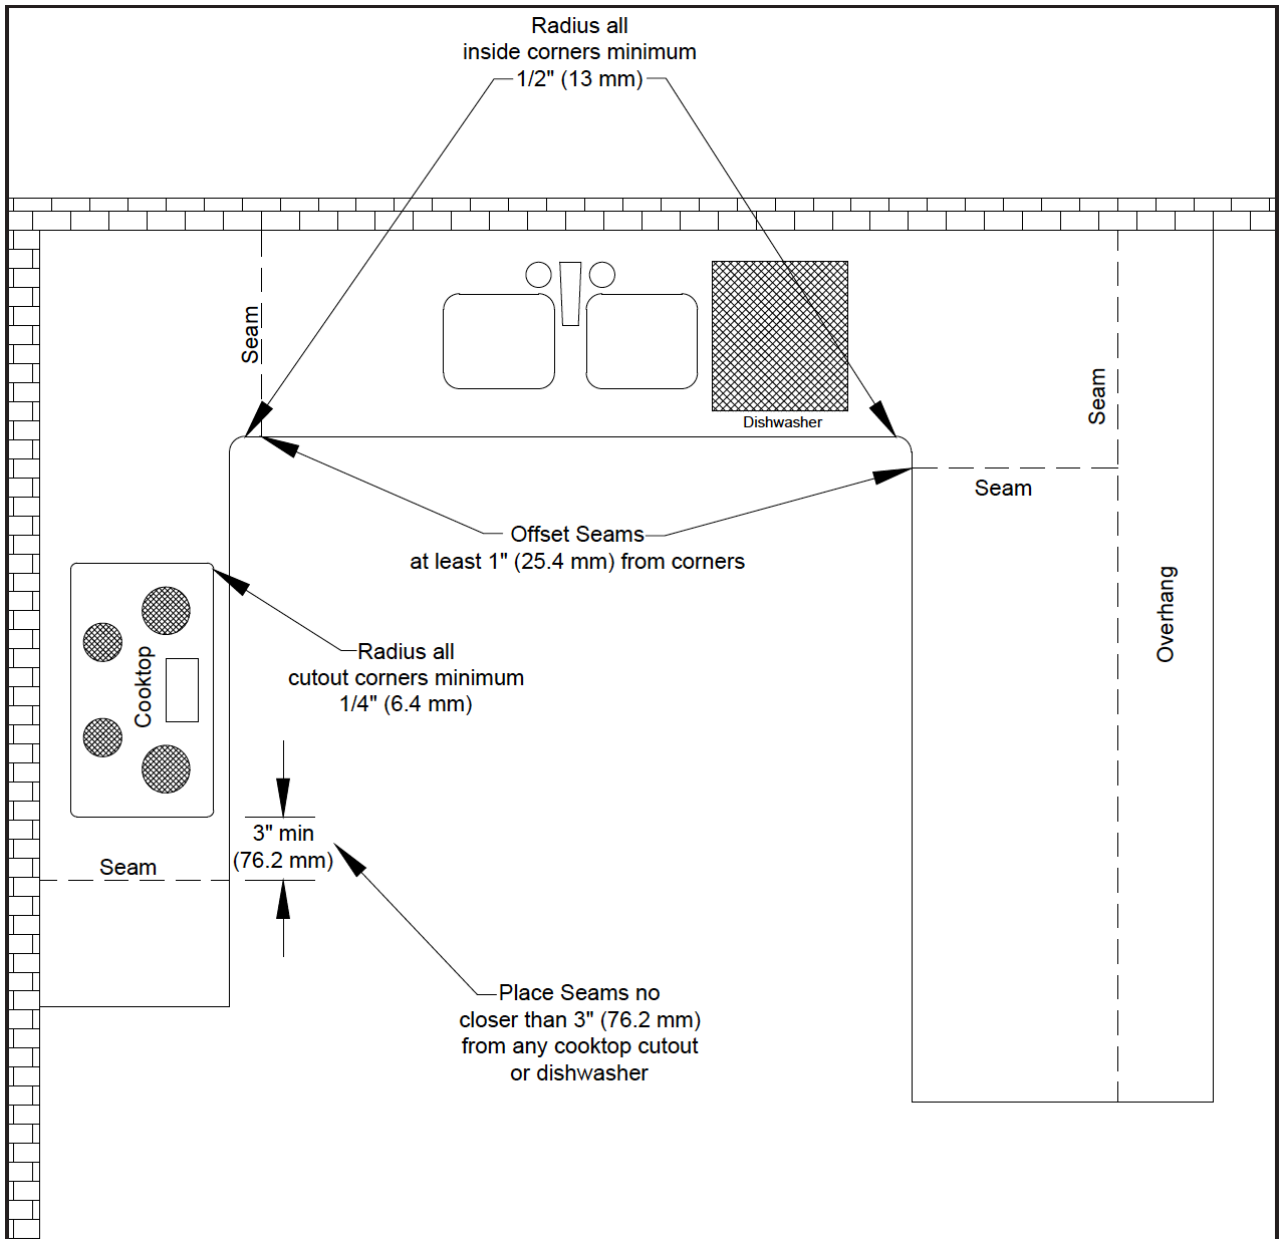 Radius all
inside corners minimum
1/2" (13 mm)
Seam
Dishwasher
Seam
Seam
Offset Seams
at least 1" (25.4 mm) from corners
Overhang
Cooktop
Radius all
cutout corners minimum
1/4" (6.4 mm)
3" min
(76.2 mm)
Seam
Place Seams no
closer than 3" (76.2 mm)
from any cooktop cutout
or dishwasher